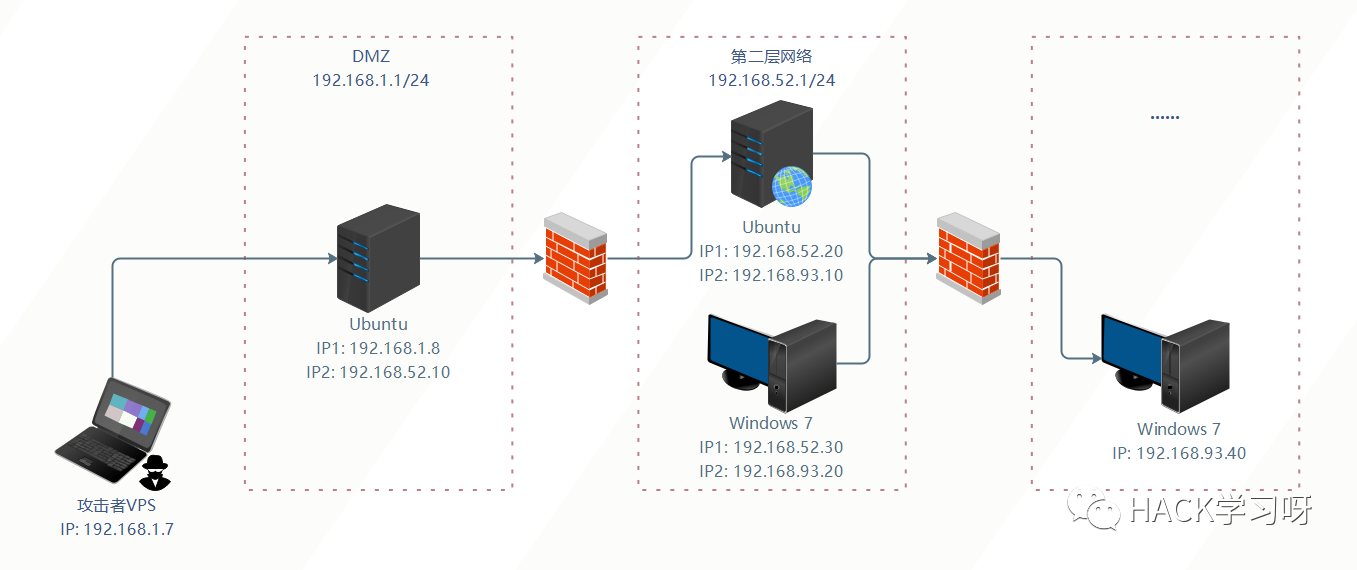 DMZ
192.168.1.1/24
第二层网络
192.168.52.1/24
......
Ubuntu
IP1: 192.168.52.20
IP2: 192.168.93.10
Ubuntu
IP1: 192.168.1.8
IP2: 192.168.52.10
Windows 7
IP1: 192.168.52.30
IP2: 192.168.93.20
Windows 7
IP: 192.168.93.40
攻击者VPS
IP: 192.168.1.7
HACK学习呀